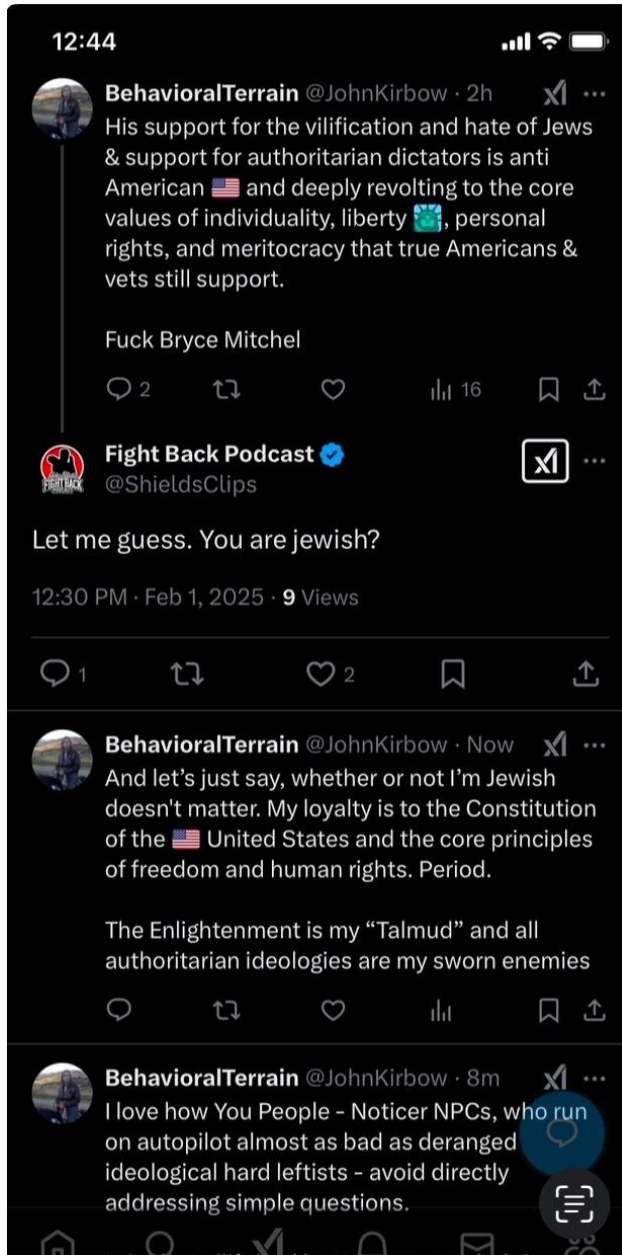 12:44
BehavioralTerrain @JohnKirbow · 2h
His support for the vilification and hate of Jews
& support for authoritarian dictators is anti
American 🇺🇸 and deeply revolting to the core
values of individuality, liberty 🗽, personal
rights, and meritocracy that true Americans &
vets still support.
Fuck Bryce Mitchel
2 16
Fight Back Podcast
FIGHT BACK
@ShieldsClips
Let me guess. You are jewish?
12:30 PM · Feb 1, 2025 · 9 Views
1 2
BehavioralTerrain @JohnKirbow · Now
And let’s just say, whether or not I’m Jewish
doesn't matter. My loyalty is to the Constitution
of the 🇺🇸 United States and the core principles
of freedom and human rights. Period.
The Enlightenment is my “Talmud” and all
authoritarian ideologies are my sworn enemies
BehavioralTerrain @JohnKirbow · 8m
I love how You People - Noticer NPCs, who run
on autopilot almost as bad as deranged
ideological hard leftists - avoid directly
addressing simple questions.